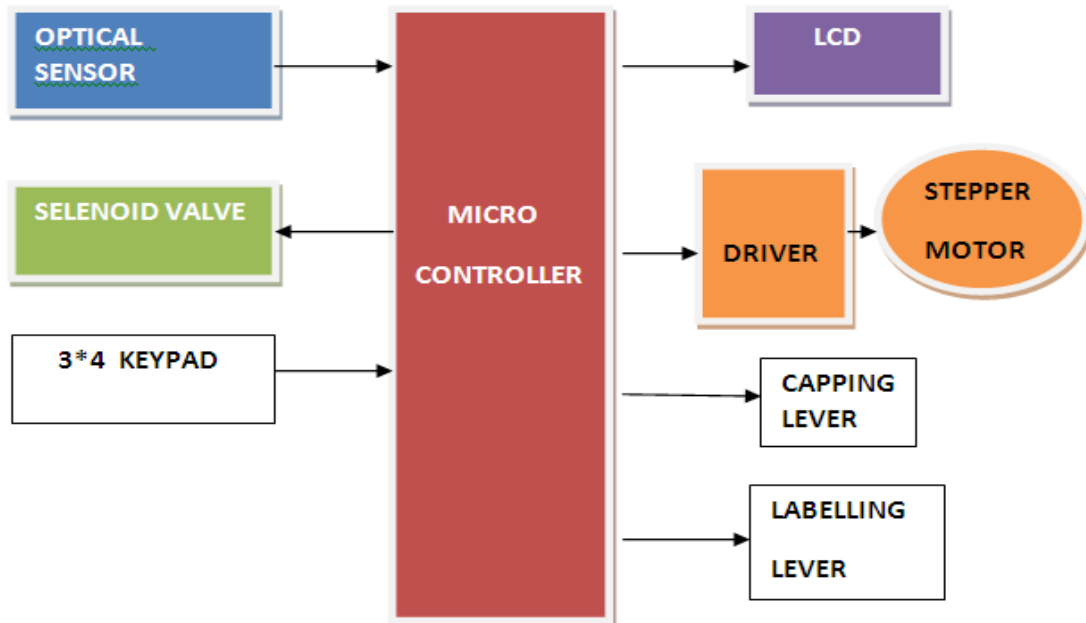 OPTICAL
SENSOR
SELENOID VALVE
3*4 KEYPAD
MICRO
CONTROLLER
LCD
DRIVER
STEPPER
MOTOR
CAPPING
LEVER
LABELLING
LEVER